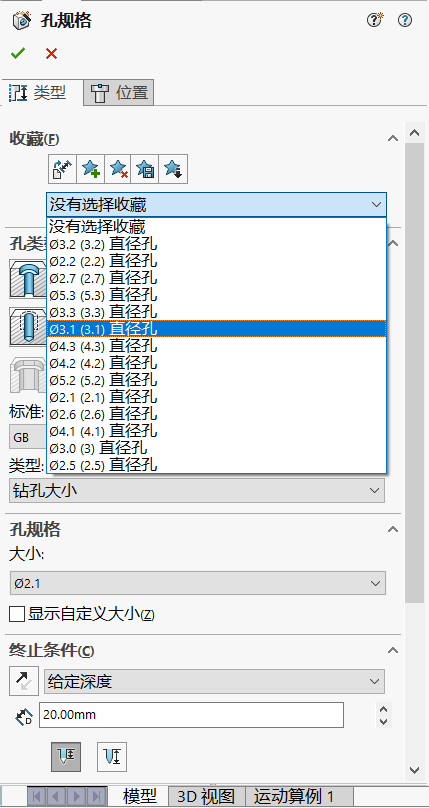 孔规格
类型
位置
收藏(F)
没有选择收藏
没有选择收藏
Ø3.2 (3.2) 直径孔
Ø2.2 (2.2) 直径孔
Ø2.7 (2.7) 直径孔
Ø5.3 (5.3) 直径孔
Ø3.3 (3.3) 直径孔
Ø3.1 (3.1) 直径孔
Ø4.3 (4.3) 直径孔
Ø4.2 (4.2) 直径孔
Ø5.2 (5.2) 直径孔
Ø2.1 (2.1) 直径孔
Ø2.6 (2.6) 直径孔
Ø4.1 (4.1) 直径孔
Ø3.0 (3) 直径孔
Ø2.5 (2.5) 直径孔
孔类
标准:
GB
类型:
钻孔大小
孔规格
大小:
Ø2.1
显示自定义大小(Z)
终止条件(C)
给定深度
20.00mm
模型
3D 视图
运动算例 1